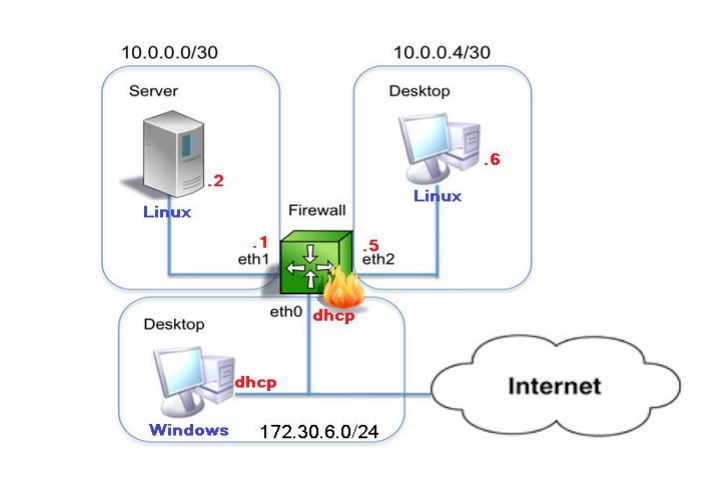 10.0.0.0/30
10.0.0.4/30
Server
Desktop
.2
.6
Linux
Linux
Firewall
.1
.5
eth1
eth2
eth0
dhcp
Desktop
dhcp
Internet
Windows
172.30.6.0/24